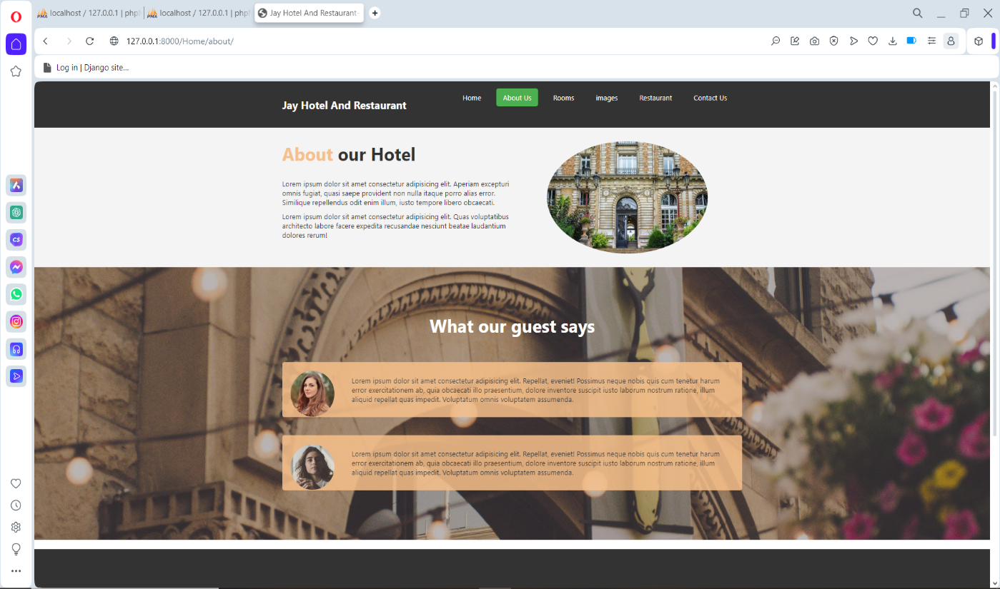 localhost / 127.0.0.1 | php
localhost / 127.0.0.1 | php
Jay Hotel And Restaurant-
127.0.0.1:8000/Home/about/
Log in | Django site...
Jay Hotel And Restaurant
Home
About Us
Rooms
images
Restaurant
Contact Us
About our Hotel
Lorem ipsum dolor sit amet consectetur adipisicing elit. Aperiam excepturi
omnis fugiat, quasi saepe provident non nulla itaque porro alias error.
Similique repellendus odit enim illum, iusto tempore libero obcaecati.
Lorem ipsum dolor sit amet consectetur adipisicing elit. Quas voluptatibus
architecto labore facere expedita recusandae nesciunt beatae laudantium
dolores rerum!
What our guest says
Lorem ipsum dolor sit amet consectetur adipisicing elit. Repellat, eveniet! Possimus neque nobis quis cum tenetur harum
error exercitationem ab, quia obcaecati illo praesentium, dolore inventore suscipit iusto laborum nostrum ratione, illum
aliquid repellat quas impedit. Voluptatum omnis voluptatem assumenda.
Lorem ipsum dolor sit amet consectetur adipisicing elit. Repellat, eveniet! Possimus neque nobis quis cum tenetur harum
error exercitationem ab, quia obcaecati illo praesentium, dolore inventore suscipit iusto laborum nostrum ratione, illum
aliquid repellat quas impedit. Voluptatum omnis voluptatem assumenda.
PMA
PMA
CS